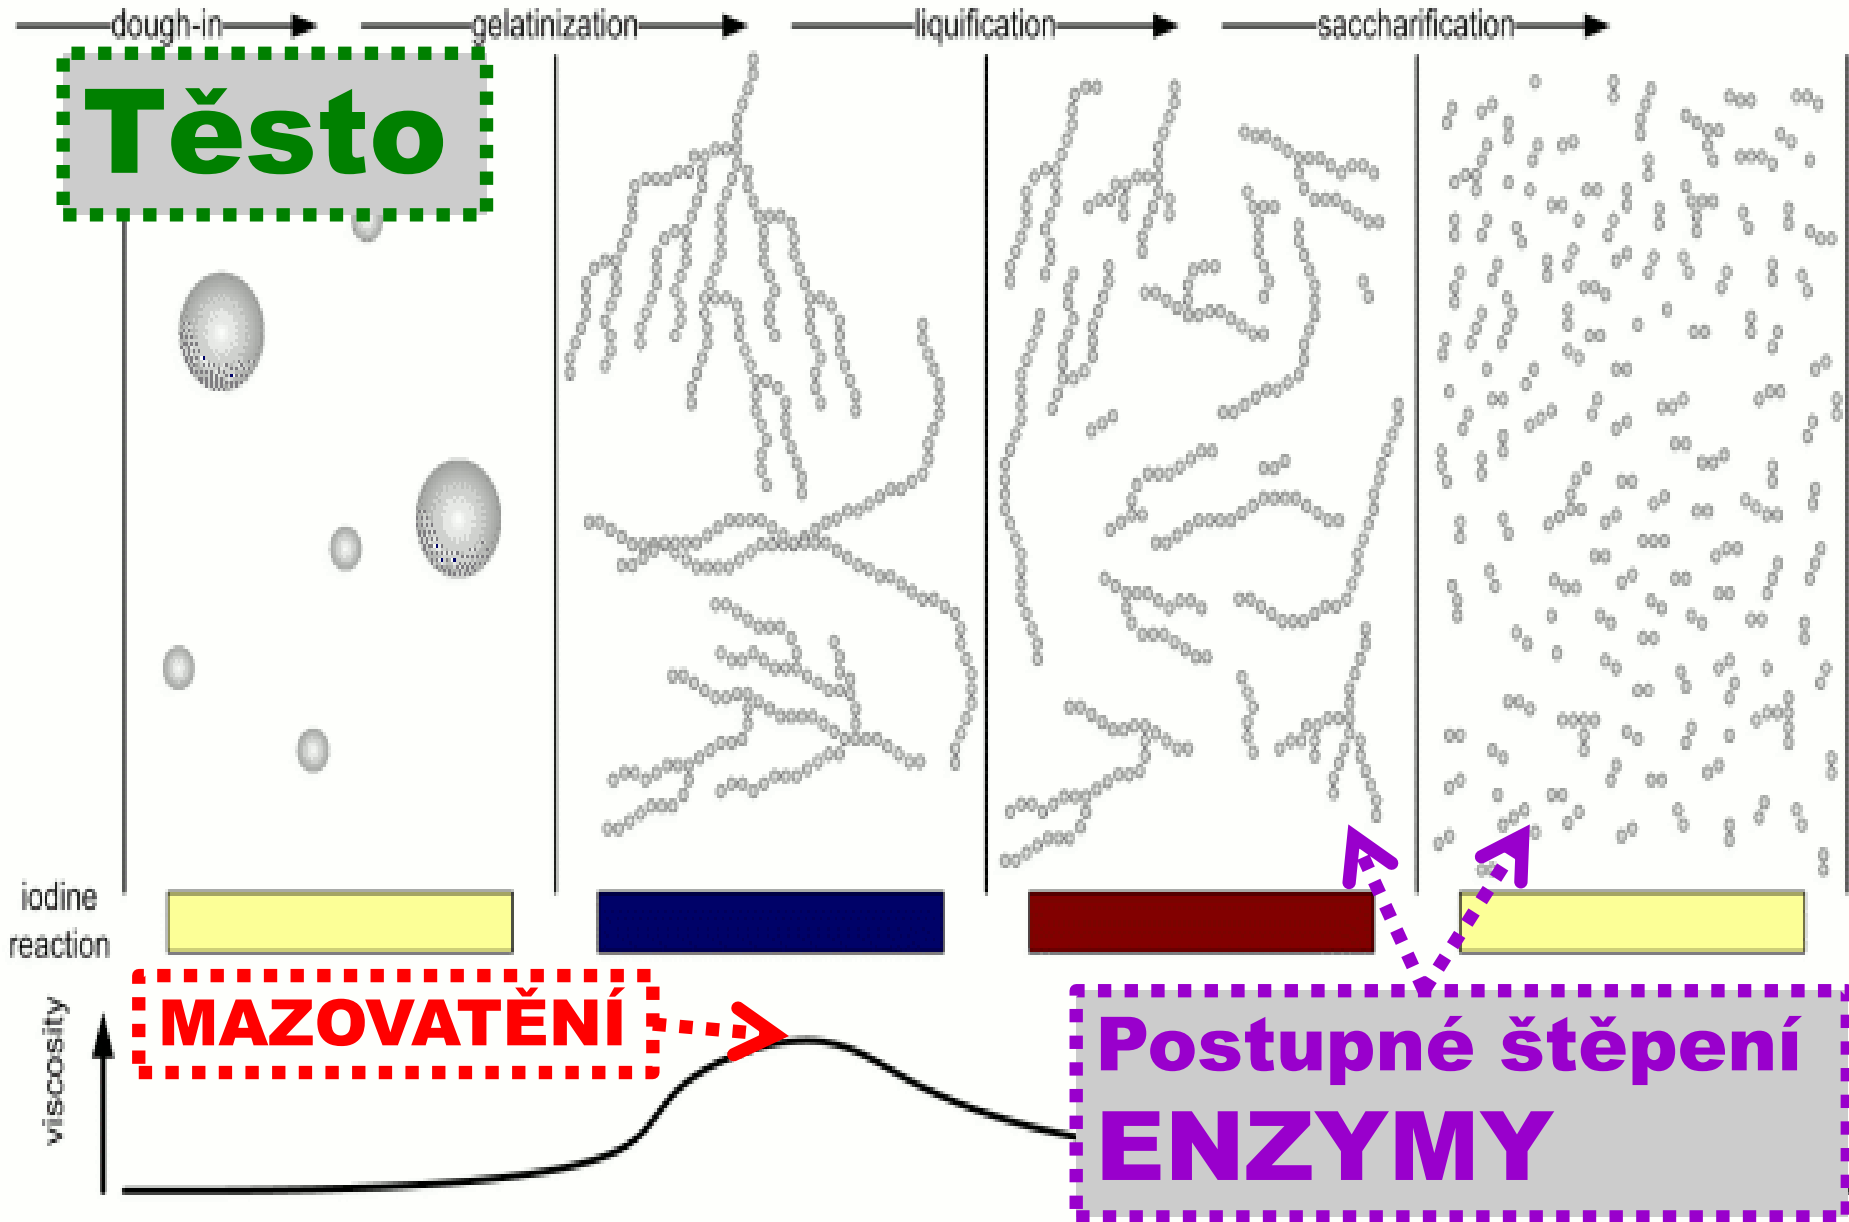 dough-in
gelatinization
liquification
saccharification
Těsto
iodine
reaction
MAZOVATĚNÍ
viscosity
Postupné štěpení
ENZYMY